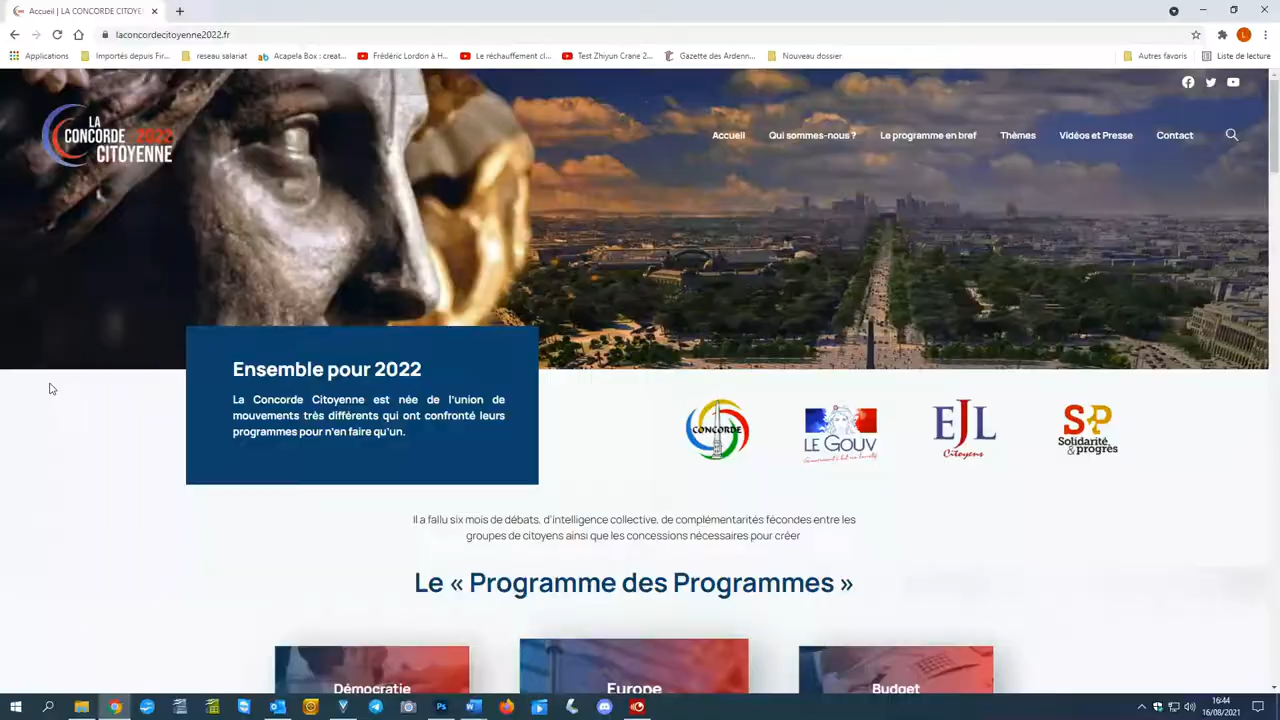 Accueil | LA CONCORDE CITOYE
laconcordecitoyenne2022.fr
Applications
Importés depuis Fir...
reseau salariat
Acapela Box : creat...
Frédéric Lordon à H...
Le réchauffement cl...
Test Zhiyun Crane 2...
Gazette des Ardenn...
Nouveau dossier
Autres favoris
Liste de lecture
LA
CONCORDE 2022
CITOYENNE
Accueil
Qui sommes-nous ?
Le programme en bref
Thèmes
Vidéos et Presse
Contact
Ensemble pour 2022
La Concorde Citoyenne est née de l'union de
mouvements très différents qui ont confronté leurs
programmes pour n'en faire qu'un.
CONCORDE
LE GOUV
EJL
Citoyens
SP
Solidarité
&progrès
Il a fallu six mois de débats, d'intelligence collective, de complémentarités fécondes entre les
groupes de citoyens ainsi que les concessions nécessaires pour créer
Le « Programme des Programmes »
Démocratie
Europe
Budget
16:44
16/08/2021